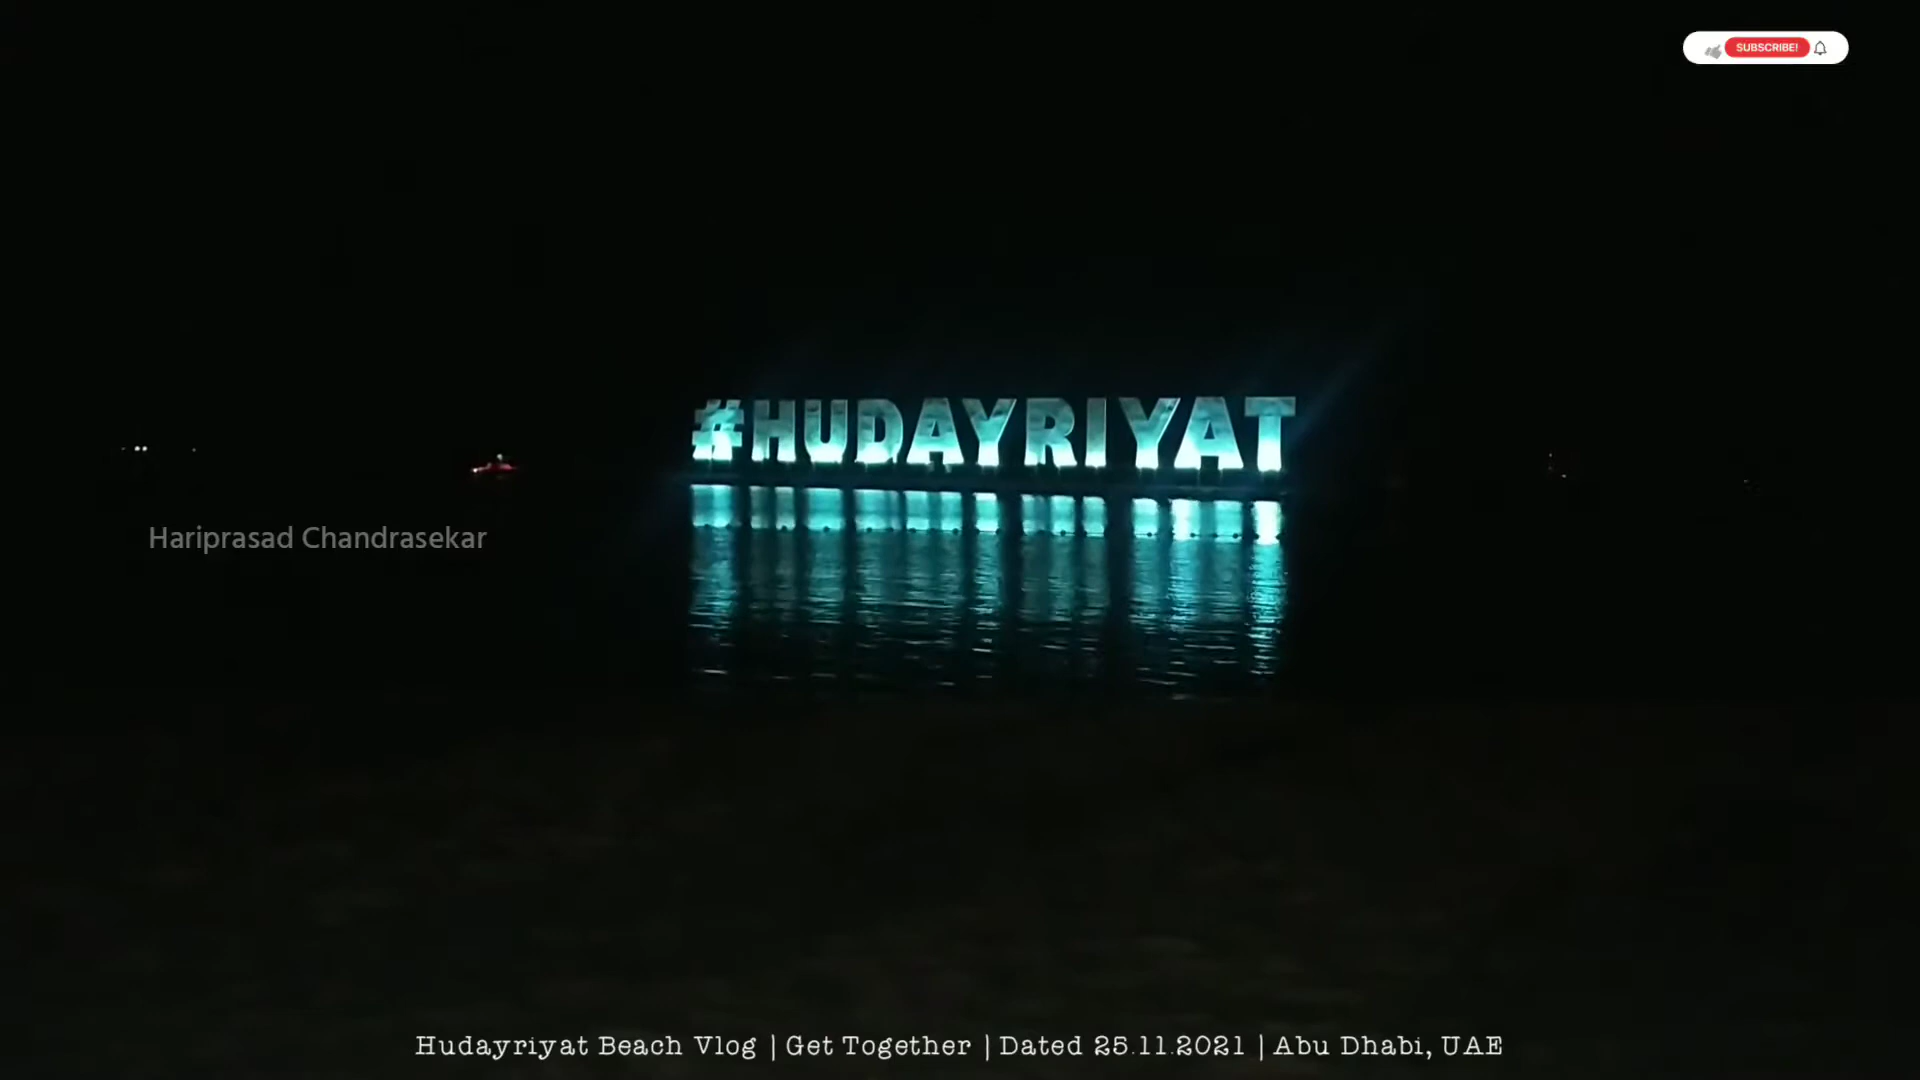 SUBSCRIBE!
#HUDAYRIYAT
Hariprasad Chandrasekar
Hudayriyat Beach Vlog | Get Together | Dated 25.11.2021 | Abu Dhabi, UAE